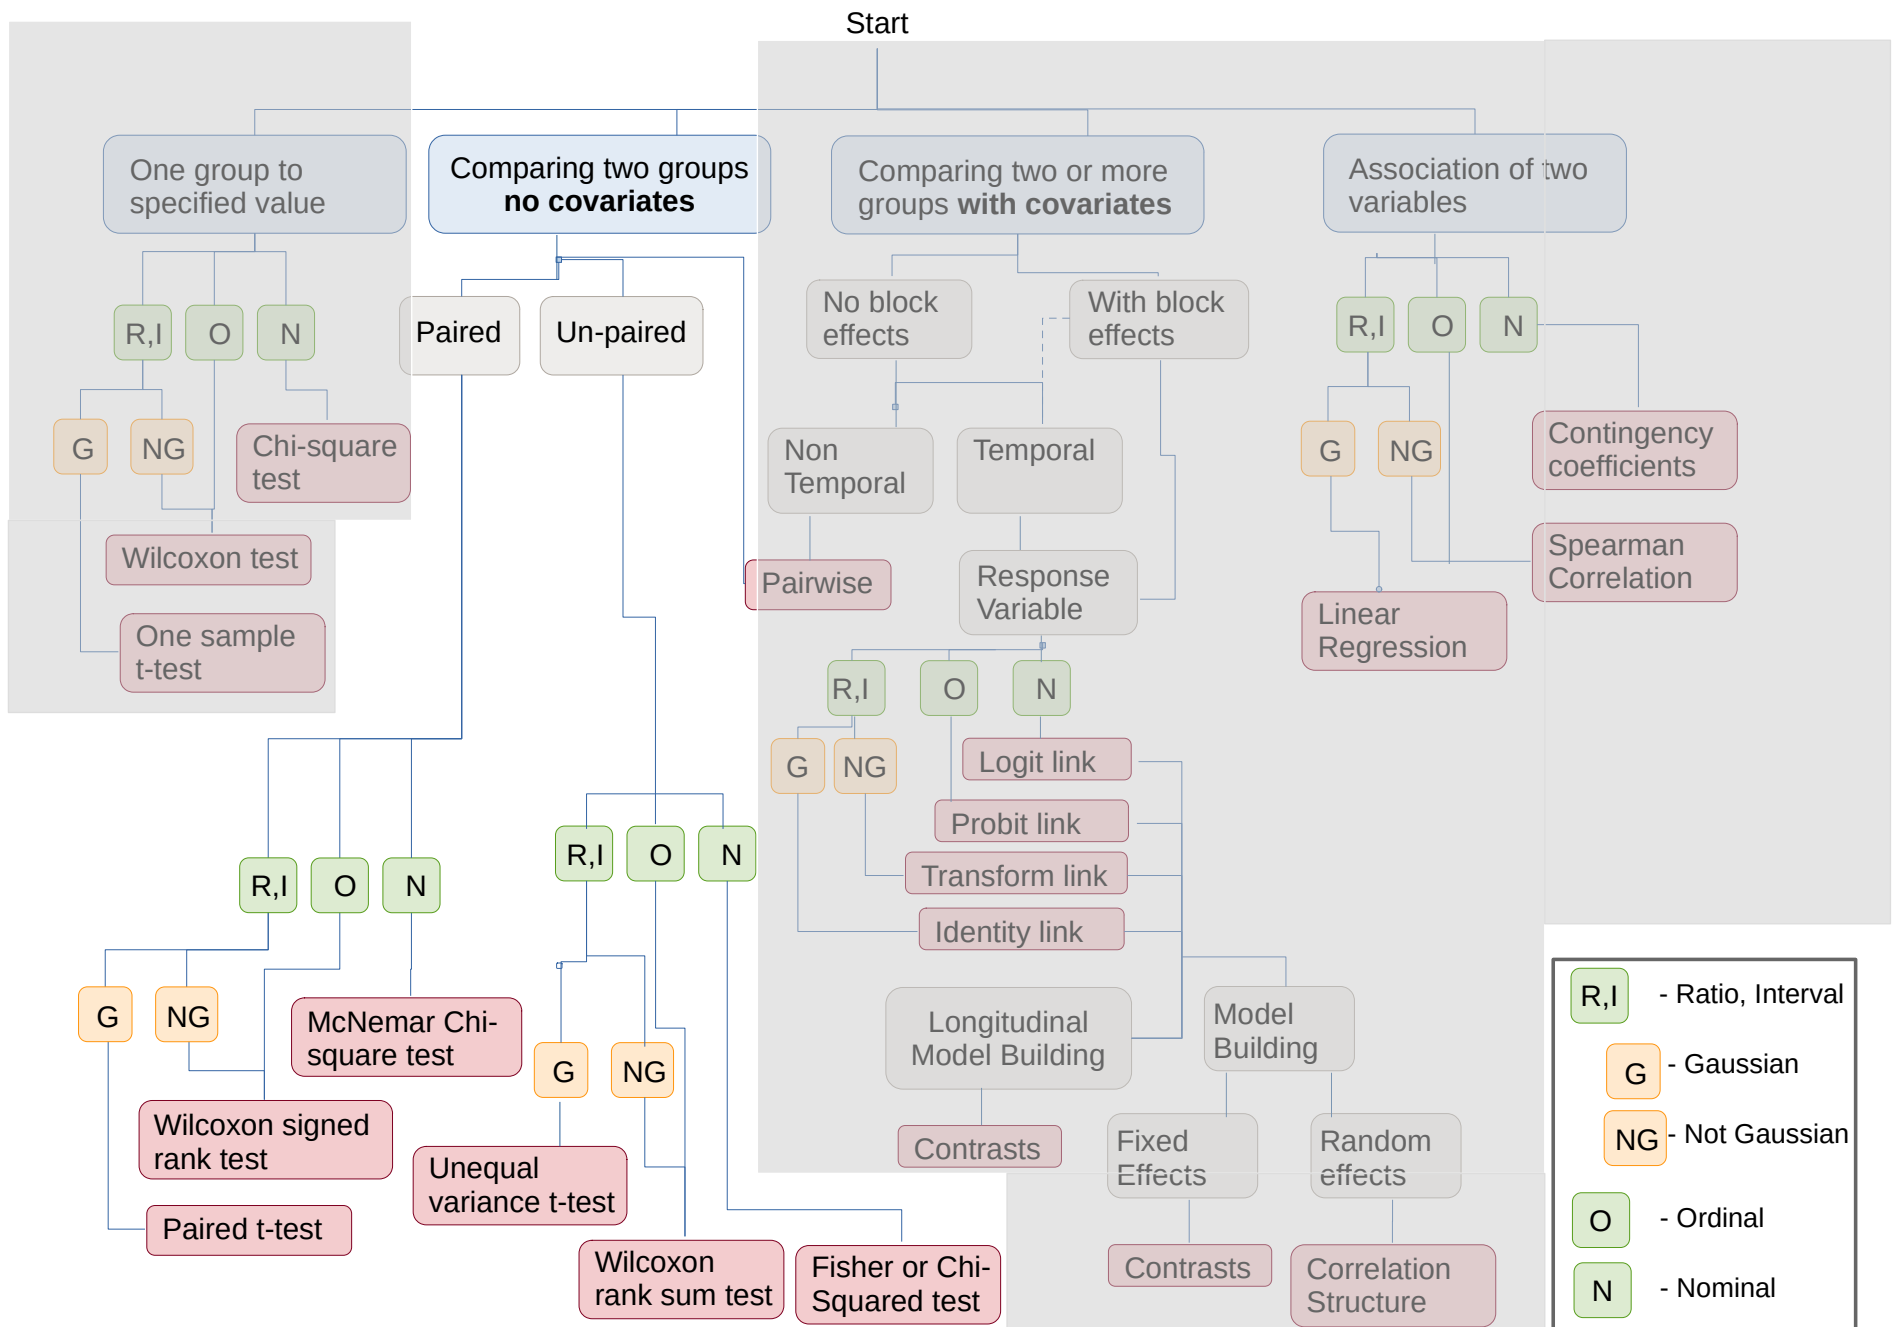 Start
One group to
specified value
Comparing two groups
no covariates
Comparing two or more
groups with covariates
Association of two
variables
R,I
O
N
G
NG
Chi-square
test
Wilcoxon test
One sample
t-test
Paired
Un-paired
Pairwise
R,I
O
N
G
NG
McNemar Chi-
square test
Wilcoxon signed
rank test
Paired t-test
R,I
O
N
G
NG
Unequal
variance t-test
Wilcoxon
rank sum test
Fisher or Chi-
Squared test
No block
effects
With block
effects
Non
Temporal
Temporal
Response
Variable
R,I
O
N
G
NG
Logit link
Probit link
Transform link
Identity link
Longitudinal
Model Building
Model
Building
Contrasts
Fixed
Effects
Random
effects
Contrasts
Correlation
Structure
R,I
O
N
G
NG
Contingency
coefficients
Spearman
Correlation
Linear
Regression
R,I - Ratio, Interval
G - Gaussian
NG - Not Gaussian
O - Ordinal
N - Nominal